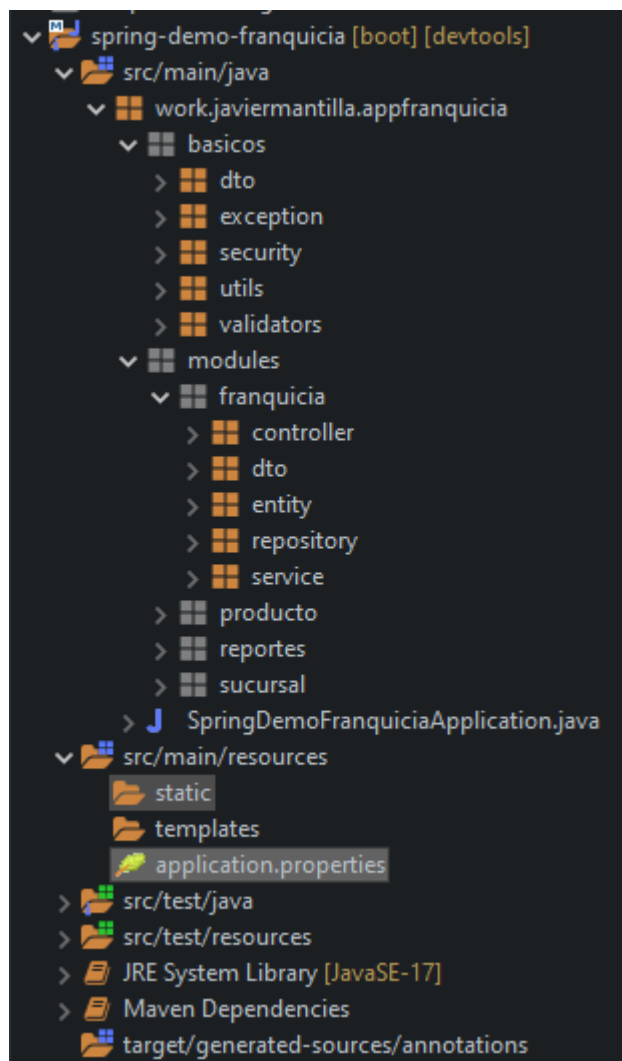 spring-demo-franquicia [boot] [devtools]
src/main/java
work.javiermantilla.appfranquicia
basicos
dto
exception
security
utils
validators
modules
franquicia
controller
dto
entity
repository
service
producto
reportes
sucursal
SpringDemoFranquiciaApplication.java
src/main/resources
static
templates
application.properties
src/test/java
src/test/resources
JRE System Library [JavaSE-17]
Maven Dependencies
target/generated-sources/annotations